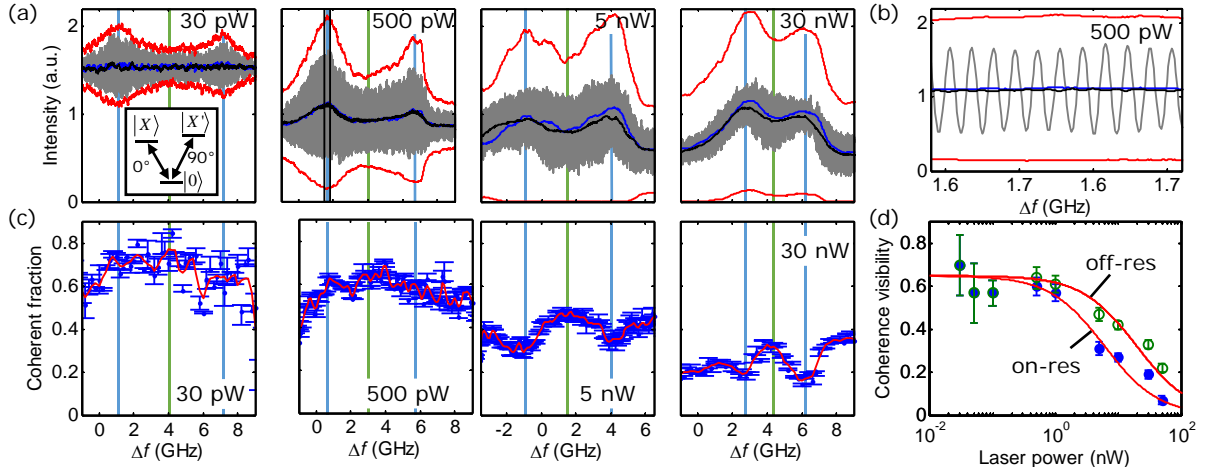 (a)
30 pW
500 pW
5 nW
30 nW
(b)
500 pW
Intensity (a.u.)
2
1
0
|X⟩
|X'⟩
0°
90°
|0⟩
2
1
0
1.6
1.6
1.7
1.7
Δf (GHz)
(c)
Coherent fraction
0.8
0.6
0.4
0.2
0
30 pW
500 pW
5 nW
30 nW
0 2 4 6 8
0 2 4 6 8
-2 0 2 4 6
0 2 4 6 8
Δf (GHz)
Δf (GHz)
Δf (GHz)
Δf (GHz)
(d)
Coherence visibility
0.8
0.6
0.4
0.2
0
off-res
on-res
10⁻²
10⁰
10²
Laser power (nW)